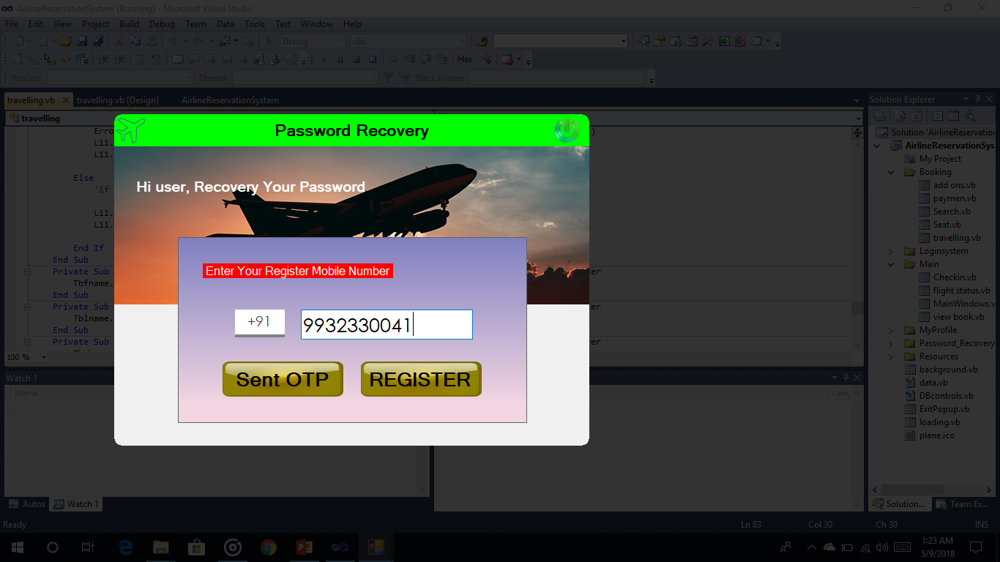 AirlineReservationSystem (Running) - Microsoft Visual Studio
File Edit View Project Build Debug Team Data Tools Test Window Help
Debug x86
Hex
Process: Thread: Stack Frame:
travelling.vb travelling.vb [Design] AirlineReservationSystem
travelling
Erro
L11.
L11.
Else
'if
L11.
L11.
End If
End Sub
Private Sub
Tbfname.
End Sub
Private Sub
Tblname.
End Sub
Private Sub
100 %
Password Recovery
Hi user, Recovery Your Password
Enter Your Register Mobile Number
+91
9932330041
Sent OTP REGISTER
Solution Explorer
Solution 'AirlineReservation
AirlineReservationSys
My Project
Booking
add ons.vb
paymen.vb
Search.vb
Seat.vb
travelling.vb
Loginsystem
Main
Checkin.vb
flight status.vb
MainWindows.v
view book.vb
MyProfile
Password_Recovery
Resources
background.vb
data.vb
DBcontrols.vb
ExitPopup.vb
loading.vb
plane.ico
Solution... Team Ex...
Watch 1
Name
Lang
Autos Watch 1
Ready Ln 83 Col 30 Ch 30 INS
1:23 AM
5/9/2018